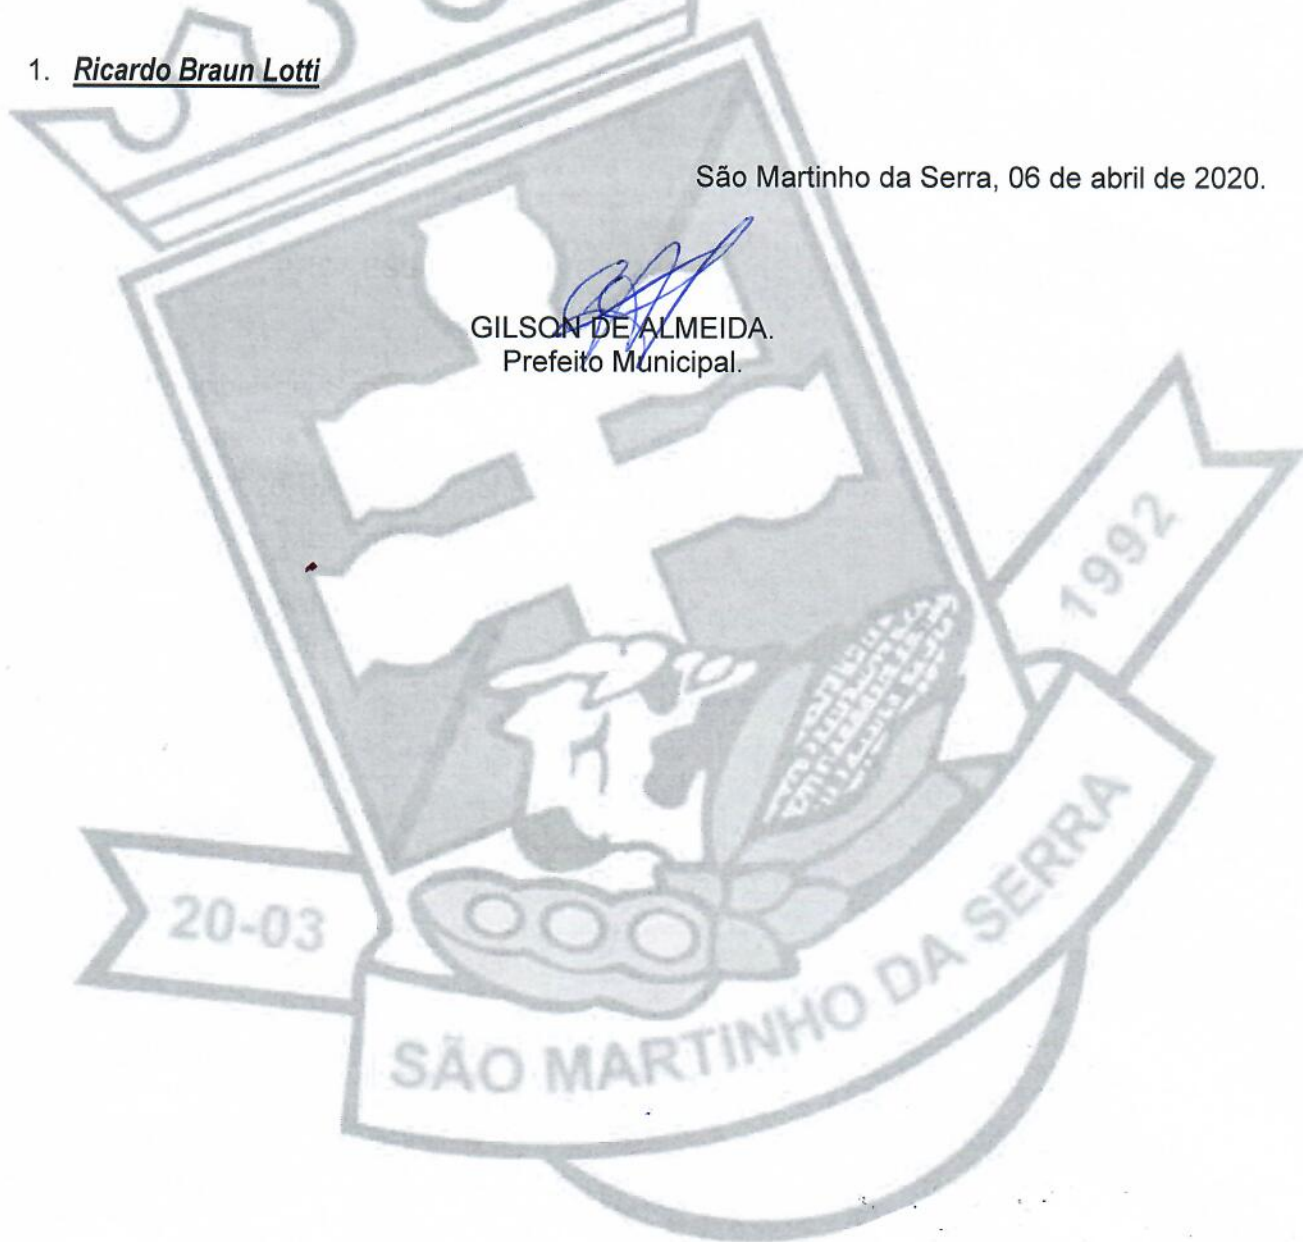 1. Ricardo Braun Lotti
São Martinho da Serra, 06 de abril de 2020.
GILSON DE ALMEIDA.
Prefeito Municipal.
1992
20-03
SÃO MARTINHO DA SERRA